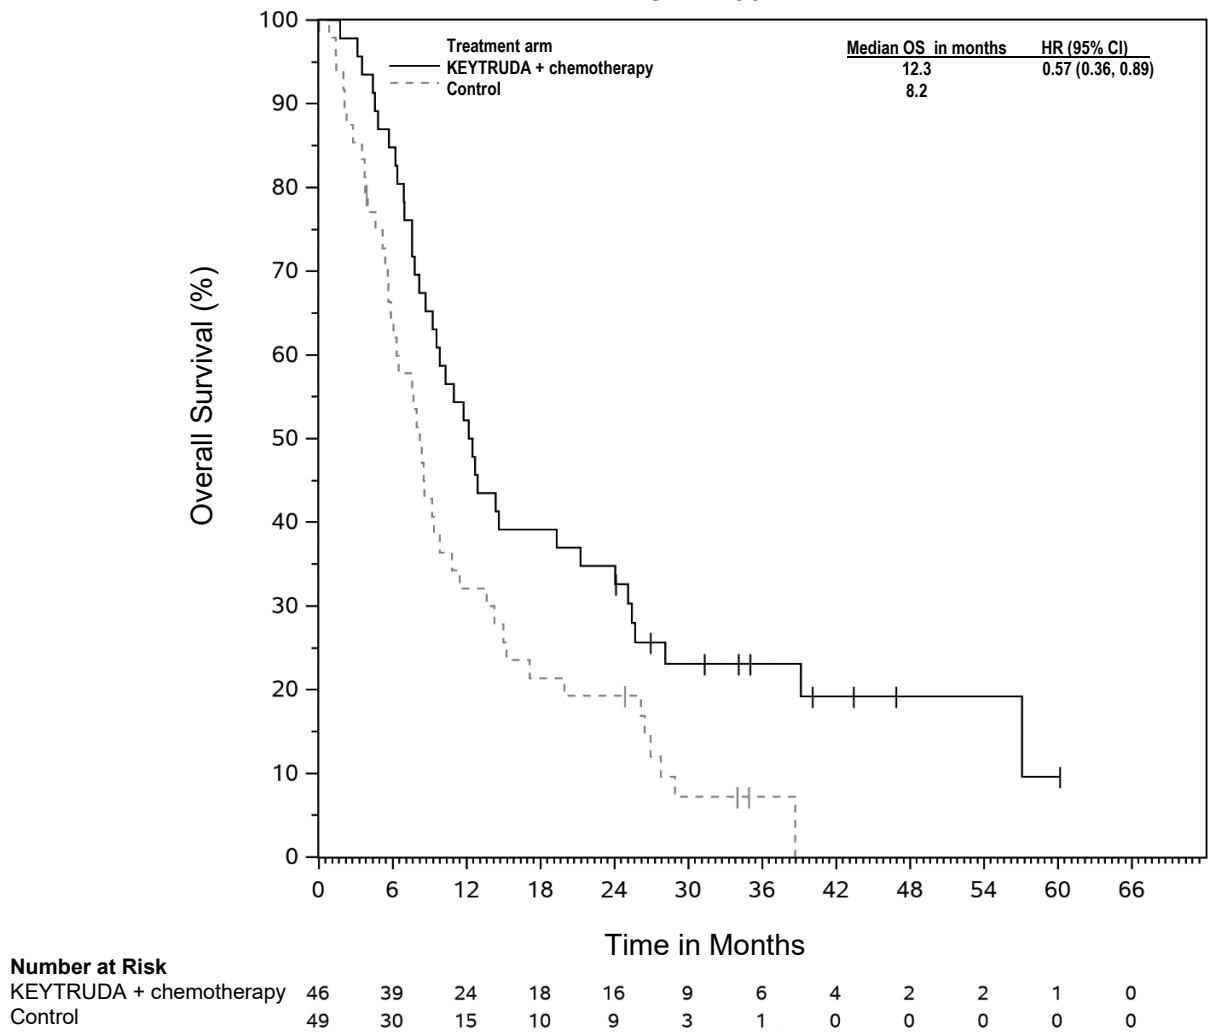 100
90
80
70
60
50
40
30
20
10
0
Overall Survival (%)
Treatment arm
KEYTRUDA + chemotherapy
Control
Median OS in months HR (95% CI)
12.3 0.57 (0.36, 0.89)
8.2
0 6 12 18 24 30 36 42 48 54 60 66
Time in Months
Number at Risk
KEYTRUDA + chemotherapy 46 39 24 18 16 9 6 4 2 2 1 0
Control 49 30 15 10 9 3 1 0 0 0 0 0